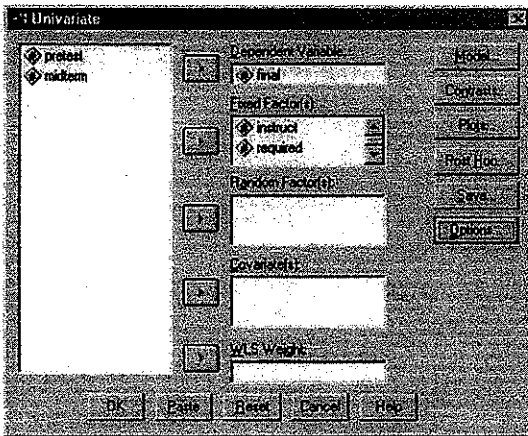 Univariate
pretest
midterm
Dependent Variable:
final
Fixed Factor(s):
instruct
required
Random Factor(s):
Covariate(s):
WLS Weight:
Model...
Contrasts...
Plots...
Post Hoc...
Save...
Options...
OK
Paste
Reset
Cancel
Help